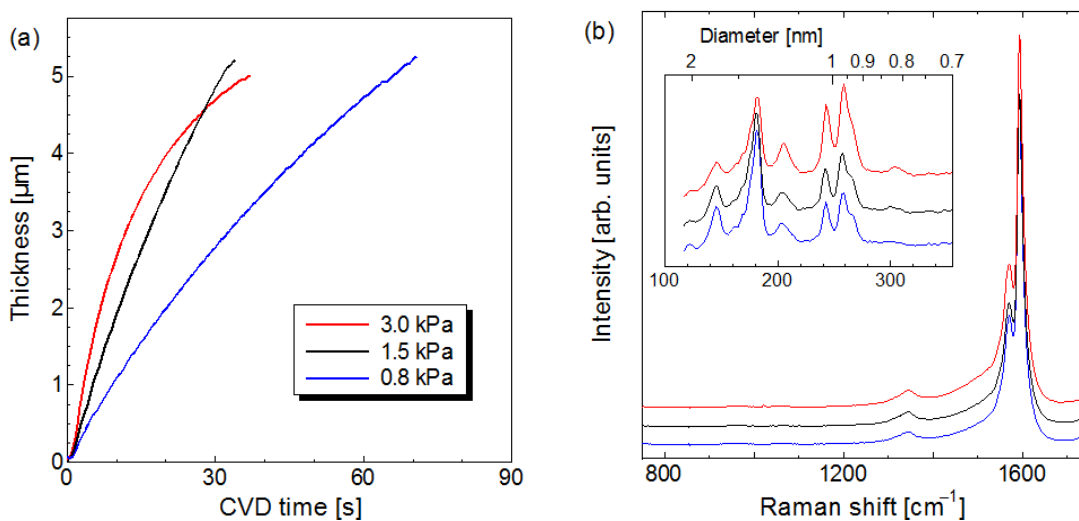 (a)
Thickness [µm]
5
4
3
2
1
0
3.0 kPa
1.5 kPa
0.8 kPa
0 30 60 90
CVD time [s]
(b)
Intensity [arb. units]
Diameter [nm]
2 1 0.9 0.8 0.7
100 200 300
800 1200 1600
Raman shift [cm⁻¹]